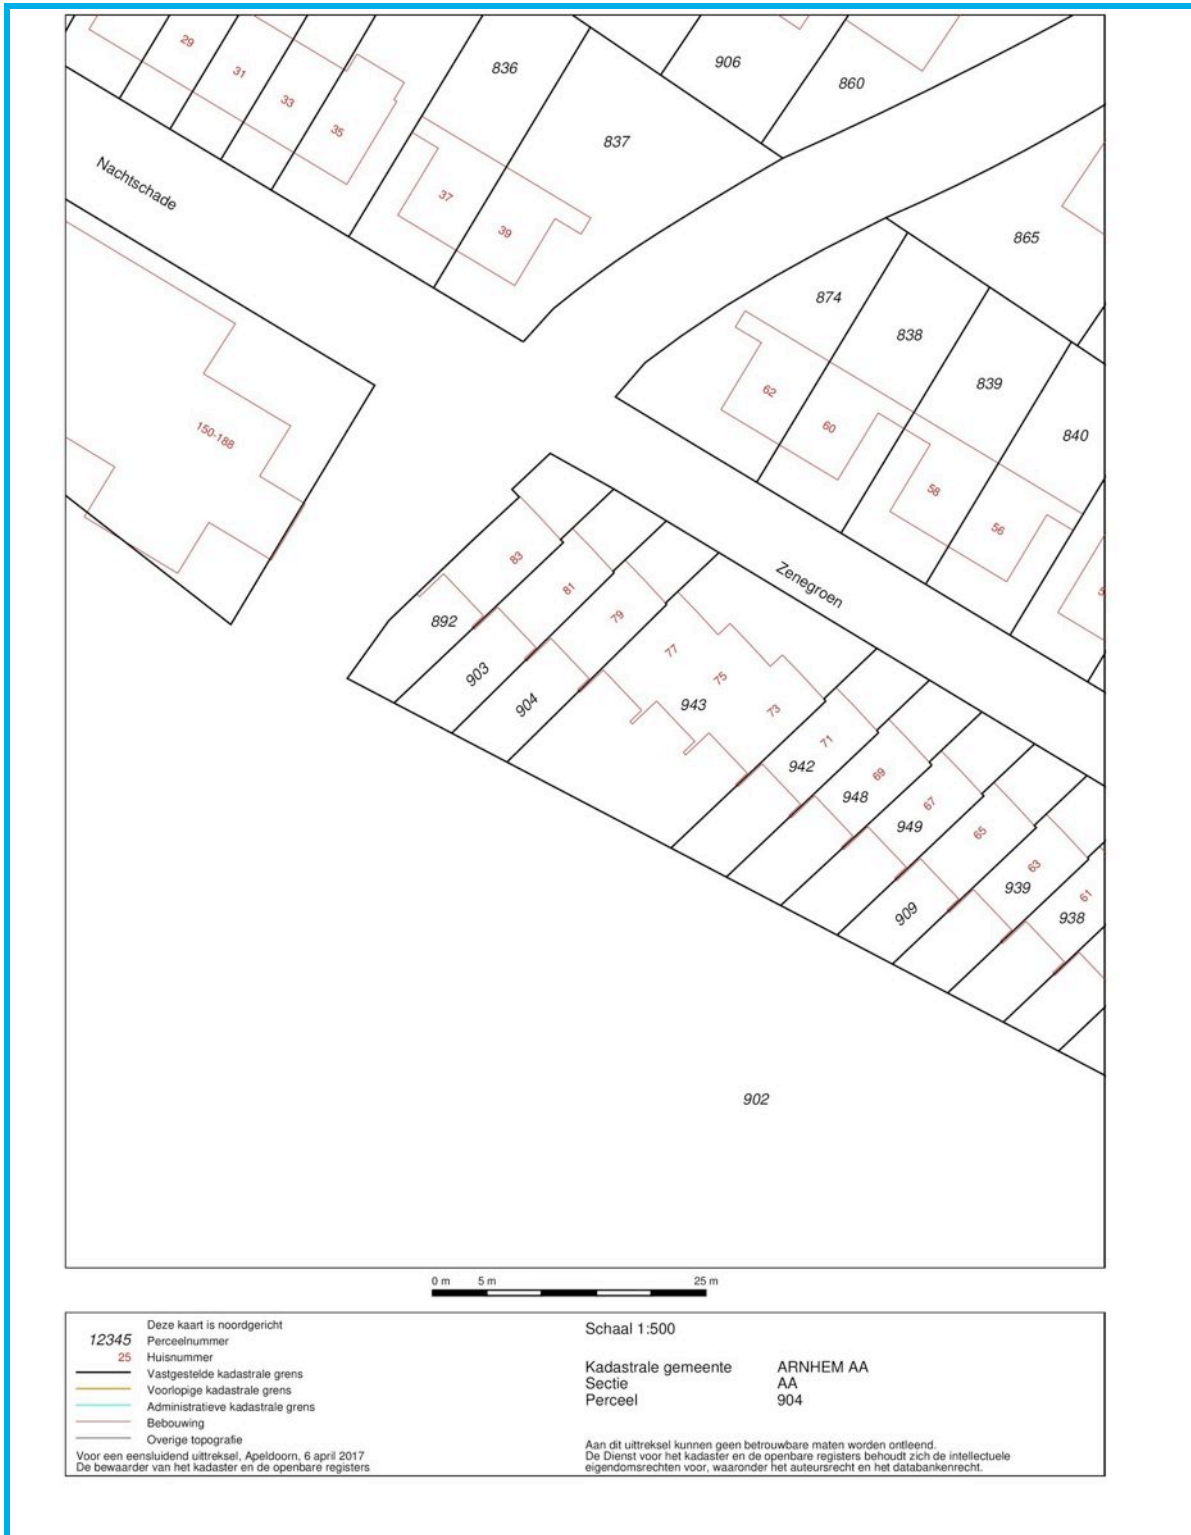 29
31
33
35
836
906
860
837
Nachtschade
37
39
865
874
838
839
840
62
60
58
56
5
150-188
83
81
79
Zenegroen
892
903
904
77
75
73
943
71
942
69
948
67
949
65
909
63
939
61
938
902
0 m 5 m 25 m
Deze kaart is noordgericht
12345 Perceelnummer
25 Huisnummer
Vastgestelde kadastrale grens
Voorlopige kadastrale grens
Administratieve kadastrale grens
Bebouwing
Overige topografie
Voor een eensluidend uittreksel, Apeldoorn, 6 april 2017
De bewaarder van het kadaster en de openbare registers
Schaal 1:500
Kadastrale gemeente ARNHEM AA
Sectie AA
Perceel 904
Aan dit uittreksel kunnen geen betrouwbare maten worden ontleend.
De Dienst voor het kadaster en de openbare registers behoudt zich de intellectuele
eigendomsrechten voor, waaronder het auteursrecht en het databankenrecht.